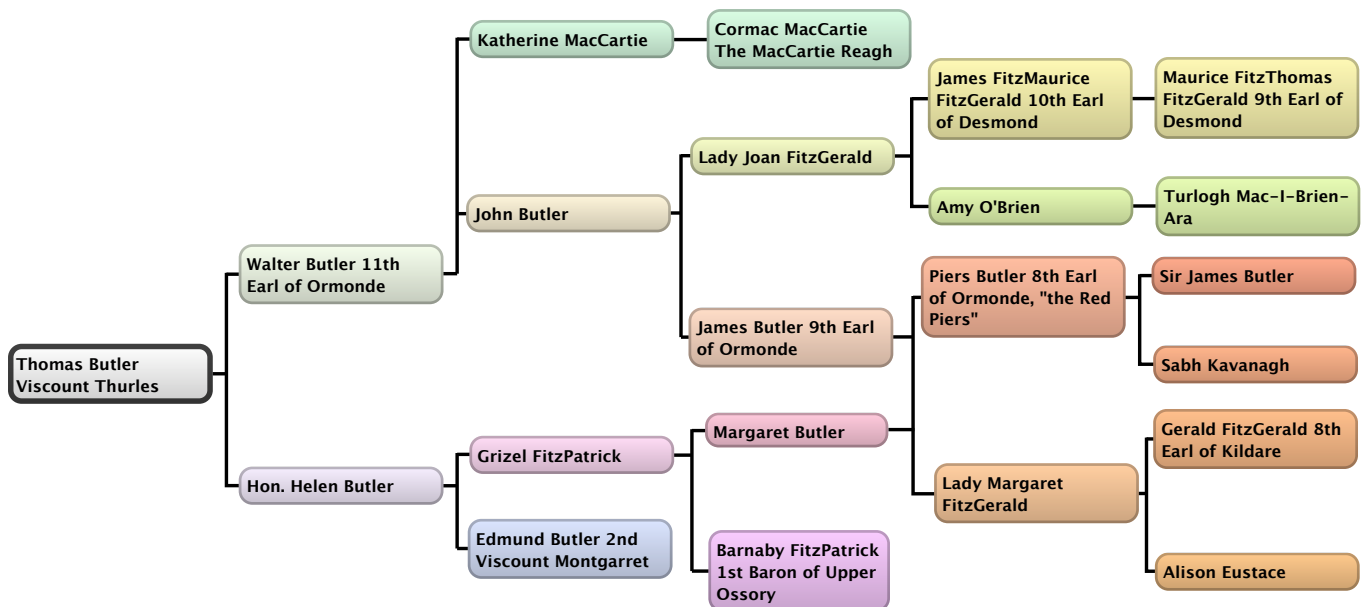 Katherine MacCartie
Cormac MacCartie
The MacCartie Reagh
James FitzMaurice
FitzGerald 10th Earl
of Desmond
Maurice FitzThomas
FitzGerald 9th Earl of
Desmond
Lady Joan FitzGerald
John Butler
Amy O'Brien
Turlogh Mac-I-Brien-
Ara
Walter Butler 11th
Earl of Ormonde
Piers Butler 8th Earl
of Ormonde, "the Red
Piers"
Sir James Butler
James Butler 9th Earl
of Ormonde
Sabh Kavanagh
Thomas Butler
Viscount Thurles
Margaret Butler
Gerald FitzGerald 8th
Earl of Kildare
Grizel FitzPatrick
Hon. Helen Butler
Lady Margaret
FitzGerald
Edmund Butler 2nd
Viscount Montgarret
Barnaby FitzPatrick
1st Baron of Upper
Ossory
Alison Eustace